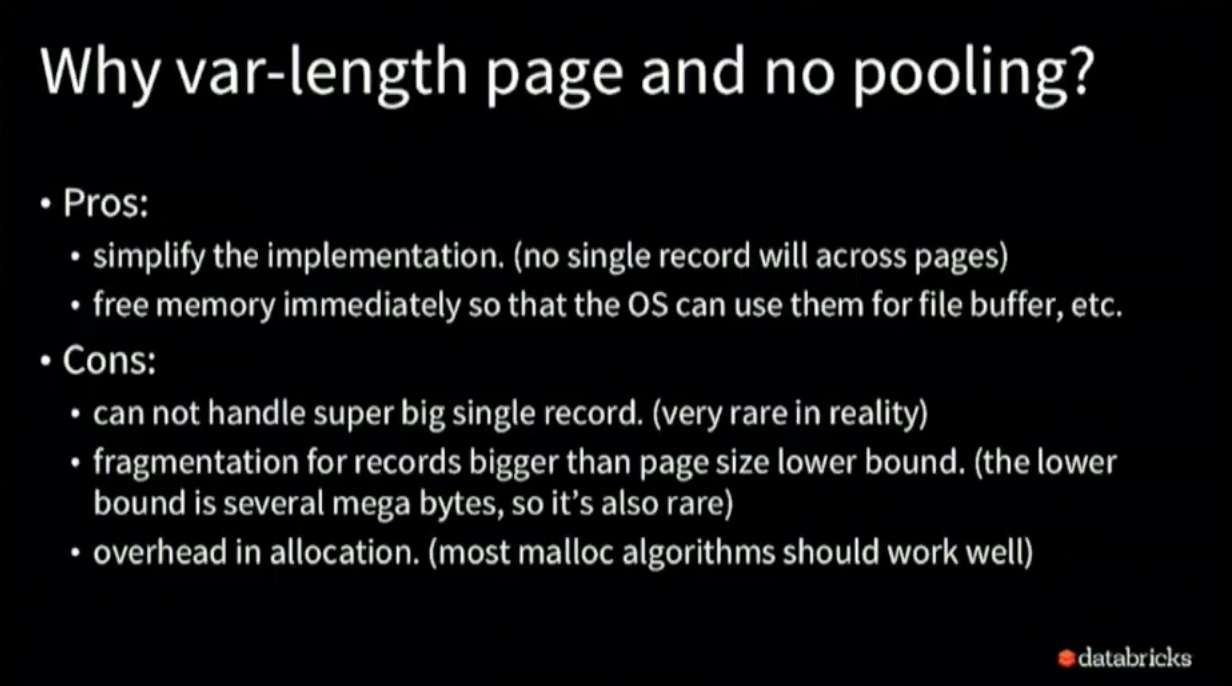 Why var-length page and no pooling?
• Pros:
• simplify the implementation. (no single record will across pages)
• free memory immediately so that the OS can use them for file buffer, etc.
• Cons:
• can not handle super big single record. (very rare in reality)
• fragmentation for records bigger than page size lower bound. (the lower
bound is several mega bytes, so it’s also rare)
• overhead in allocation. (most malloc algorithms should work well)
databricks